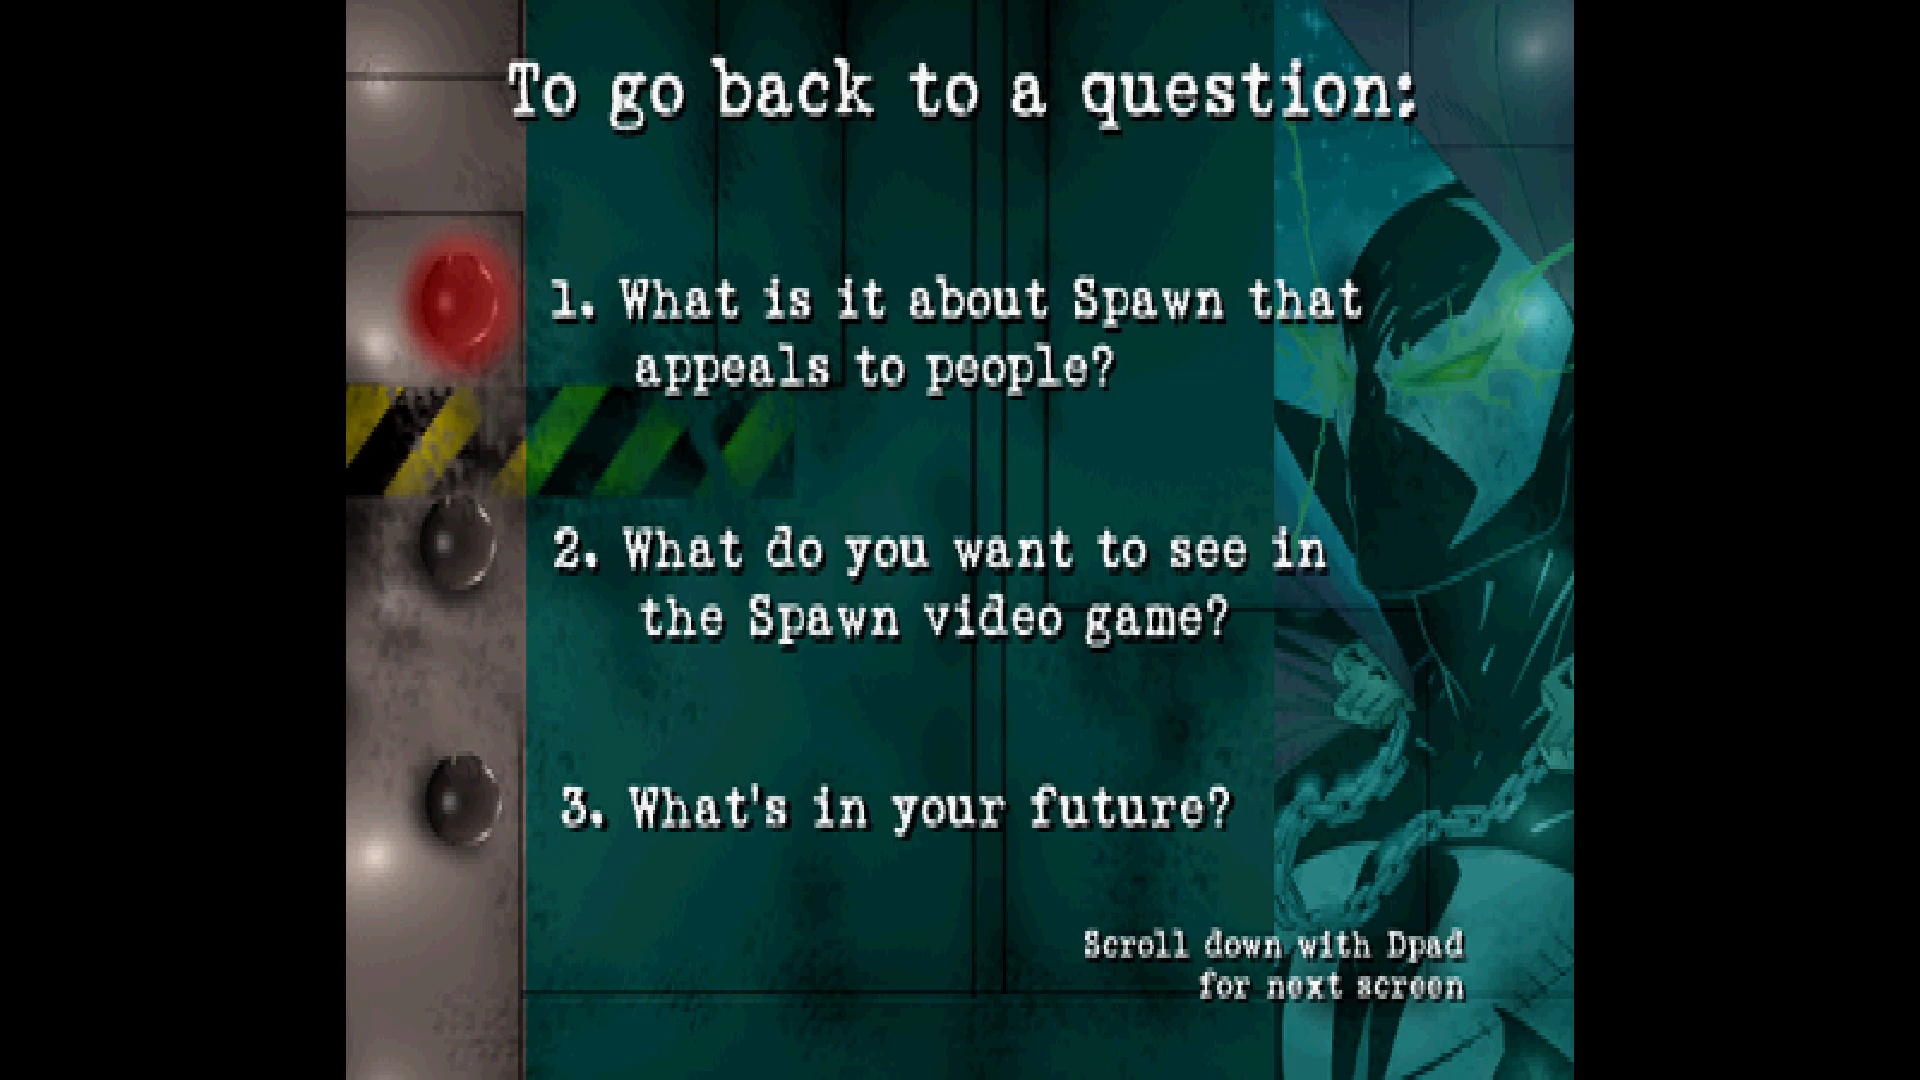 To go back to a question:
1. What is it about Spawn that
appeals to people?
2. What do you want to see in
the Spawn video game?
3. What's in your future?
Scroll down with Dpad
for next screen